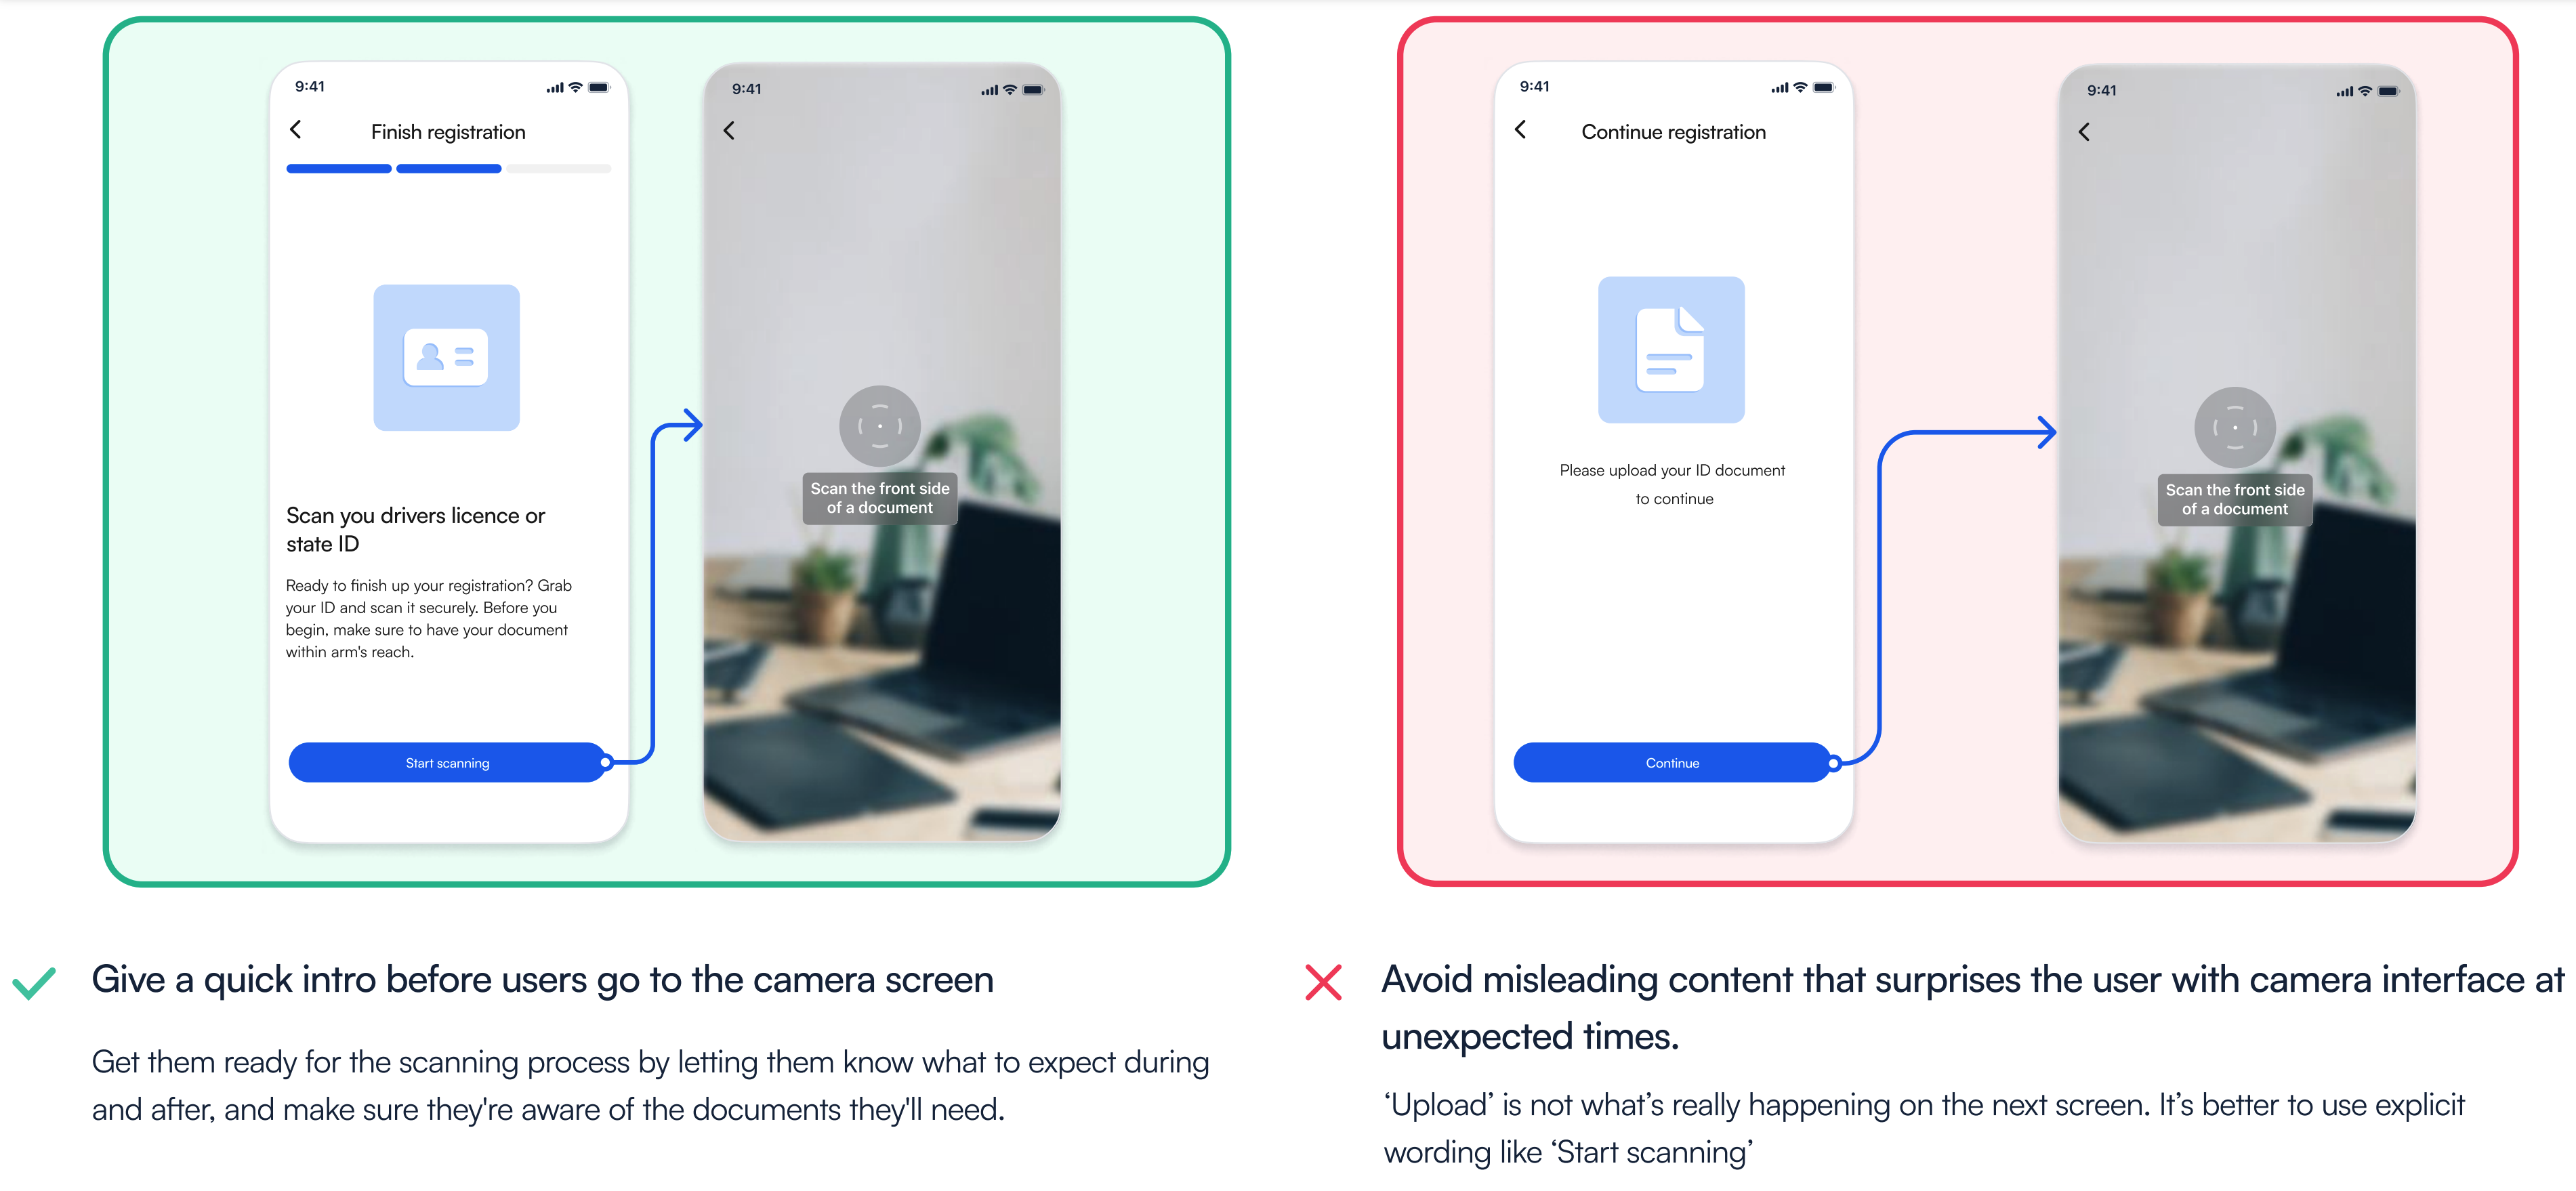 9:41
Finish registration
Scan you drivers licence or
state ID
Ready to finish up your registration? Grab
your ID and scan it securely. Before you
begin, make sure to have your document
within arm's reach.
Start scanning
9:41
Scan the front side
of a document
9:41
Continue registration
Please upload your ID document
to continue
Continue
9:41
Scan the front side
of a document
Give a quick intro before users go to the camera screen
Get them ready for the scanning process by letting them know what to expect during
and after, and make sure they're aware of the documents they'll need.
Avoid misleading content that surprises the user with camera interface at
unexpected times.
‘Upload’ is not what’s really happening on the next screen. It’s better to use explicit
wording like ‘Start scanning’